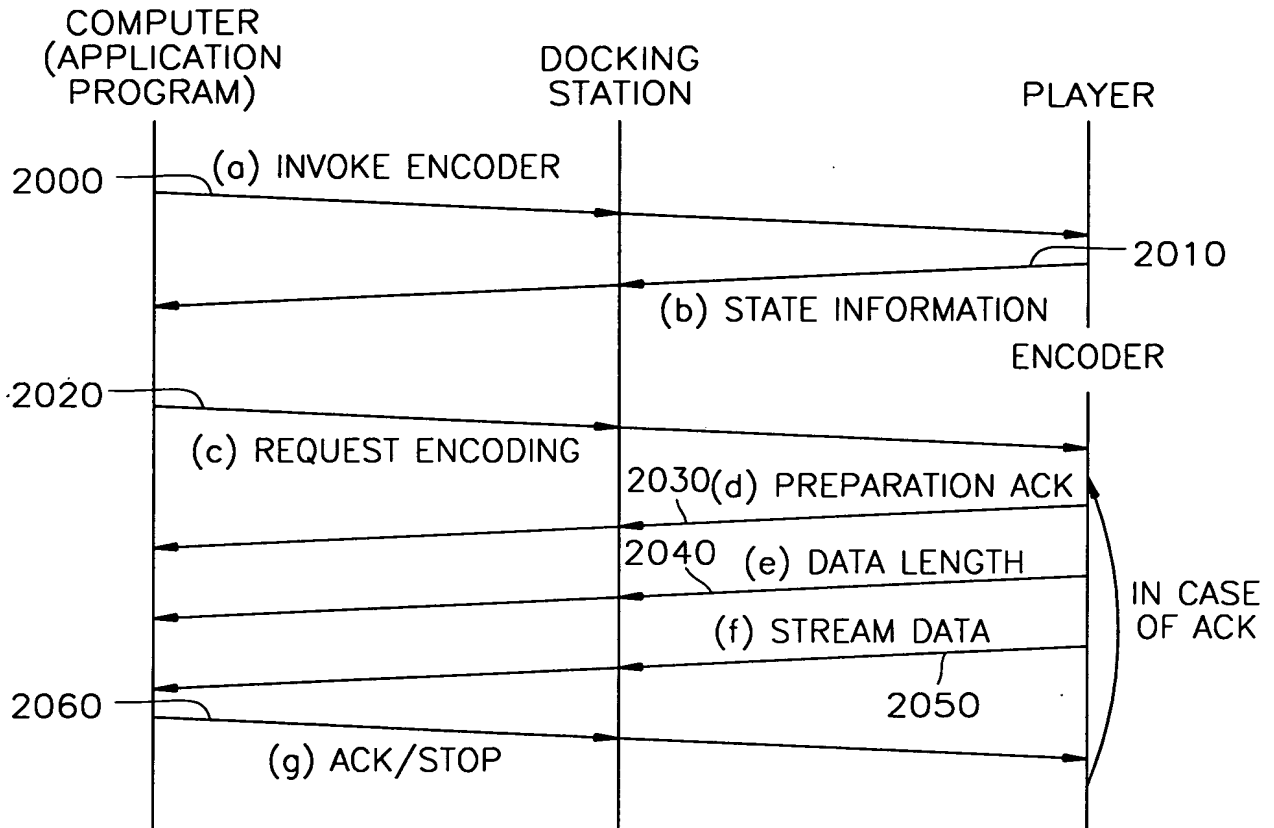 COMPUTER
(APPLICATION
PROGRAM)
DOCKING
STATION
PLAYER
2000
(a) INVOKE ENCODER
2010
(b) STATE INFORMATION
ENCODER
2020
(c) REQUEST ENCODING
2030
(d) PREPARATION ACK
2040
(e) DATA LENGTH
IN CASE
OF ACK
(f) STREAM DATA
2050
2060
(g) ACK/STOP